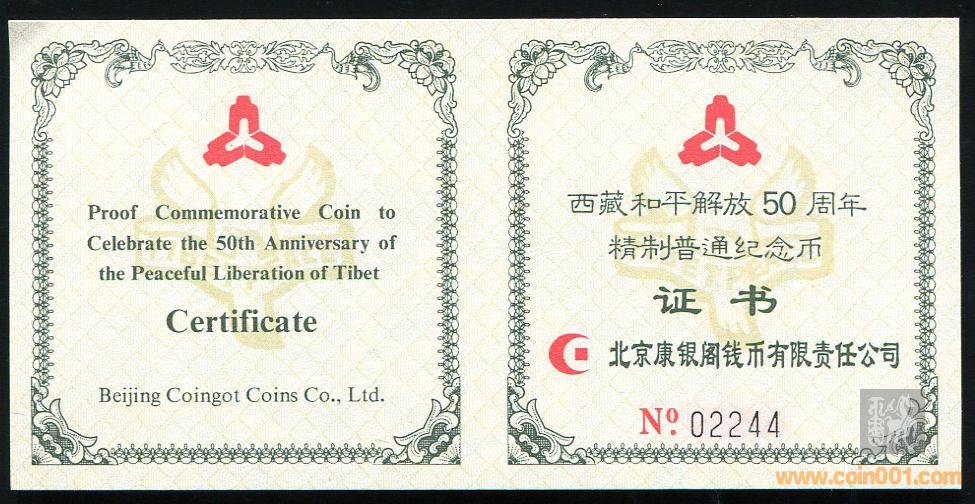 Proof Commemorative Coin to
Celebrate the 50th Anniversary of
the Peaceful Liberation of Tibet
Certificate
Beijing Coingot Coins Co., Ltd.
西藏和平解放50周年
精制普通纪念币
证书
北京康银阁钱币有限责任公司
Nº 02244
www.coin001.com